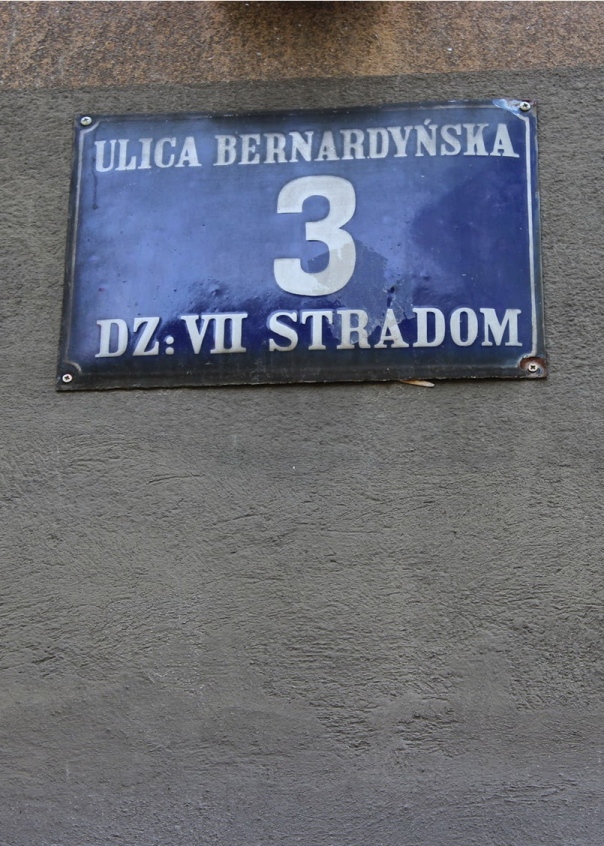 ULICA BERNARDYŃSKA
3
DZ: VII STRADOM